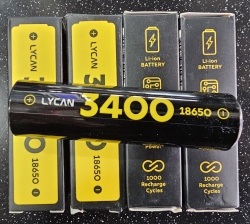 LYCAN
LYCAN
Li-ion
BATTERY
Li-ion
BATTERY
LYCAN 3400 18650
18650
18650
Power
1000
Recharge
Cycles
1000
Recharge
Cycles